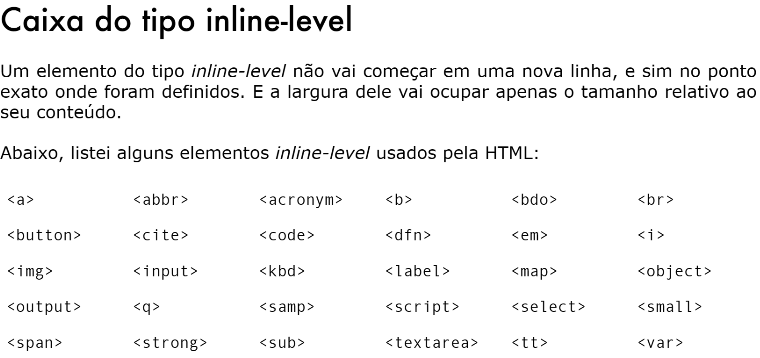 Caixa do tipo inline-level
Um elemento do tipo inline-level não vai começar em uma nova linha, e sim no ponto
exato onde foram definidos. E a largura dele vai ocupar apenas o tamanho relativo ao
seu conteúdo.
Abaixo, listei alguns elementos inline-level usados pela HTML:
<a> <abbr> <acronym> <b> <bdo> <br>
<button> <cite> <code> <dfn> <em> <i>
<img> <input> <kbd> <label> <map> <object>
<output> <q> <samp> <script> <select> <small>
<span> <strong> <sub> <textarea> <tt> <var>